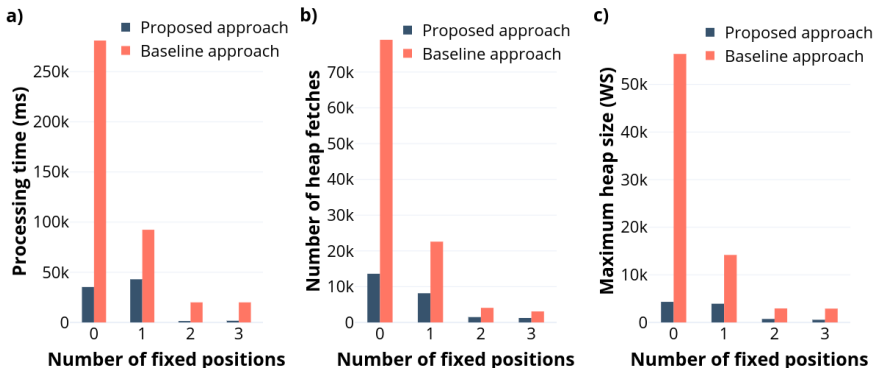 a)
Proposed approach
Baseline approach
Processing time (ms)
250k
200k
150k
100k
50k
0
0 1 2 3
Number of fixed positions
b)
Proposed approach
Baseline approach
Number of heap fetches
70k
60k
50k
40k
30k
20k
10k
0
0 1 2 3
Number of fixed positions
c)
Proposed approach
Baseline approach
Maximum heap size (WS)
50k
40k
30k
20k
10k
0
0 1 2 3
Number of fixed positions